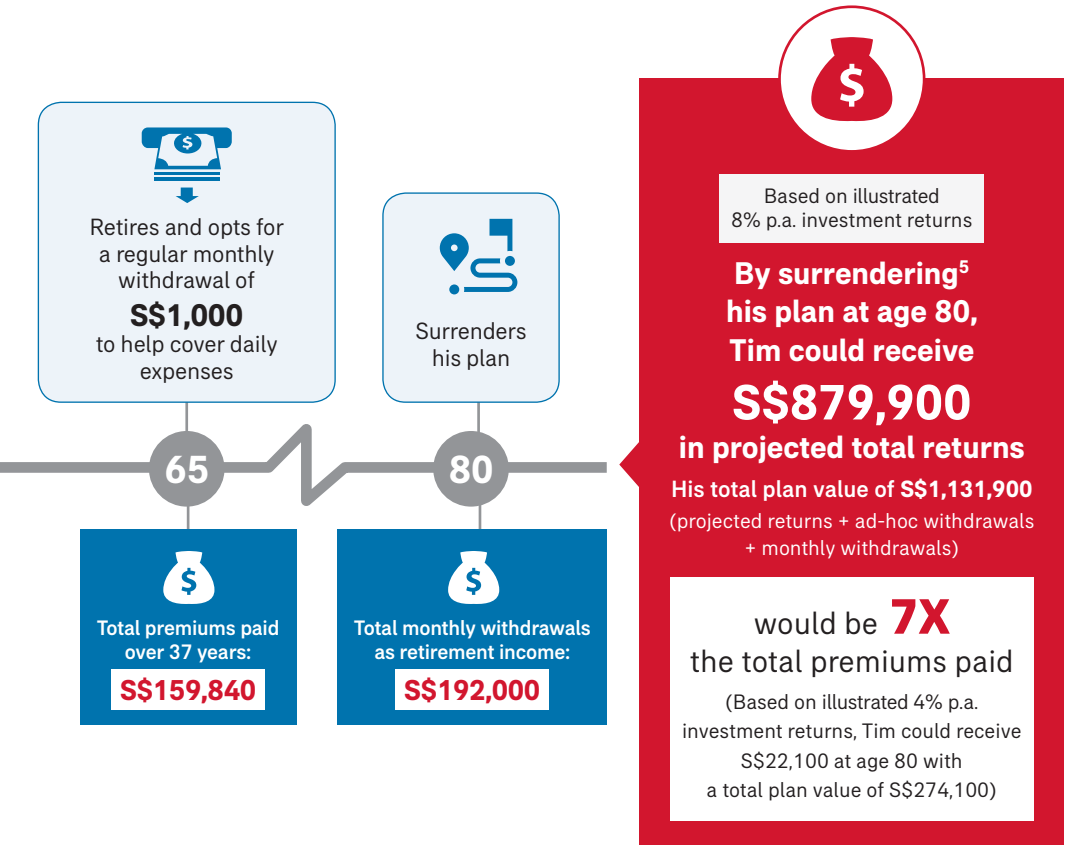 $
Retires and opts for
a regular monthly
withdrawal of
S$1,000
to help cover daily
expenses
65
$
Total premiums paid
over 37 years:
S$159,840
Surrenders
his plan
80
$
Total monthly withdrawals
as retirement income:
S$192,000
$
Based on illustrated
8% p.a. investment returns
By surrendering⁵
his plan at age 80,
Tim could receive
S$879,900
in projected total returns
His total plan value of S$1,131,900
(projected returns + ad-hoc withdrawals
+ monthly withdrawals)
would be 7X
the total premiums paid
(Based on illustrated 4% p.a.
investment returns, Tim could receive
S$22,100 at age 80 with
a total plan value of S$274,100)